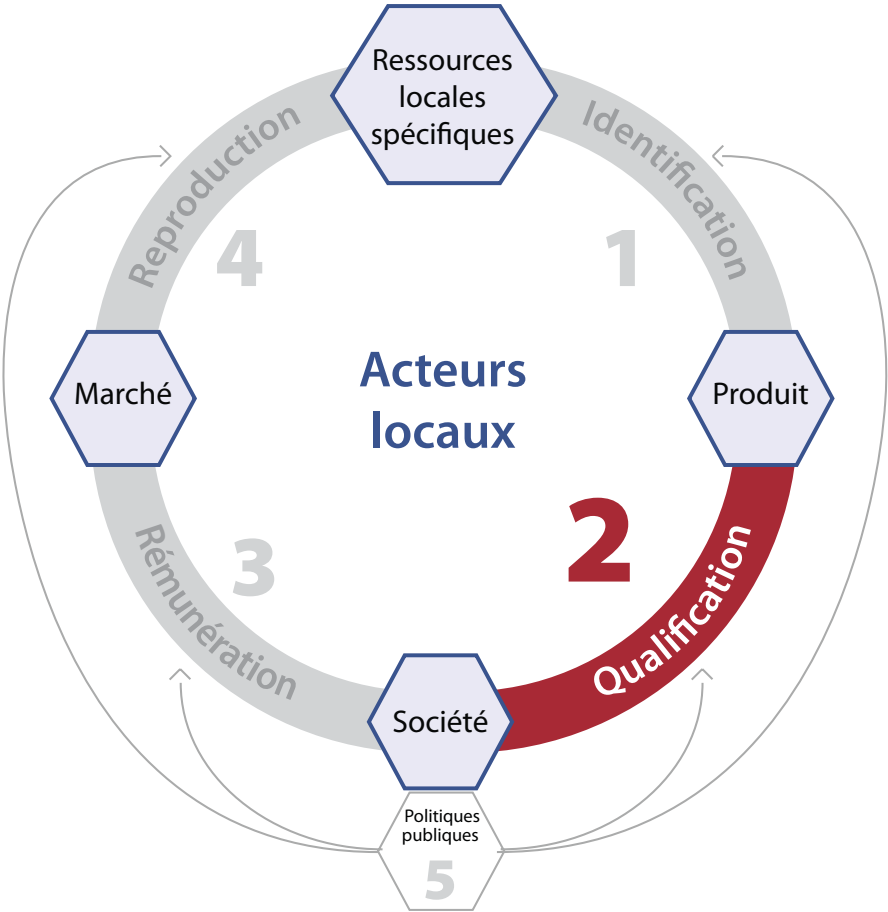 Ressources
locales
spécifiques
Reproduction
Identification
4
1
Marché
Acteurs
locaux
Produit
3
2
Rémunération
Qualification
Société
Politiques
publiques
5